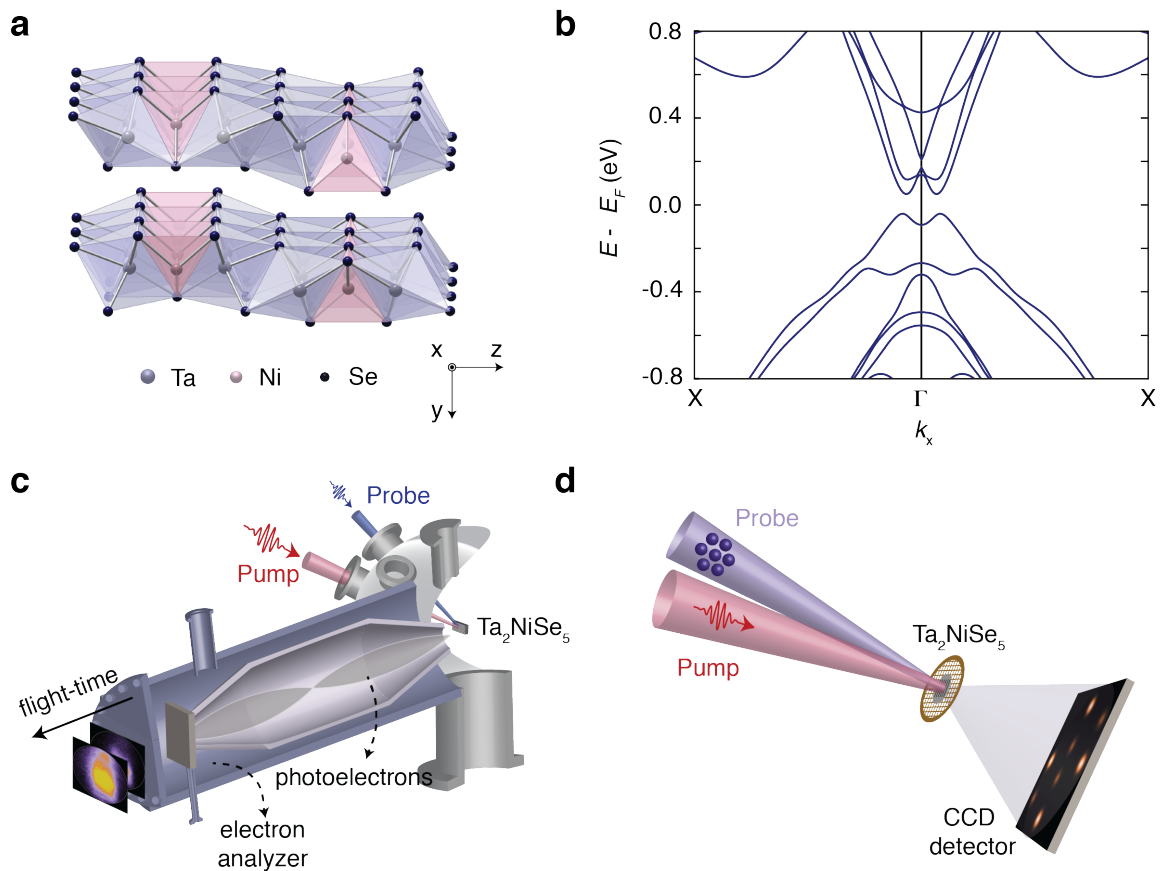 a
Ta Ni Se
x z
y
b
0.8
0.4
0.0
-0.4
-0.8
E - E_F (eV)
X Γ X
k_x
c
Probe
Pump
Ta₂NiSe₅
flight-time
photoelectrons
electron
analyzer
d
Probe
Pump
Ta₂NiSe₅
CCD
detector